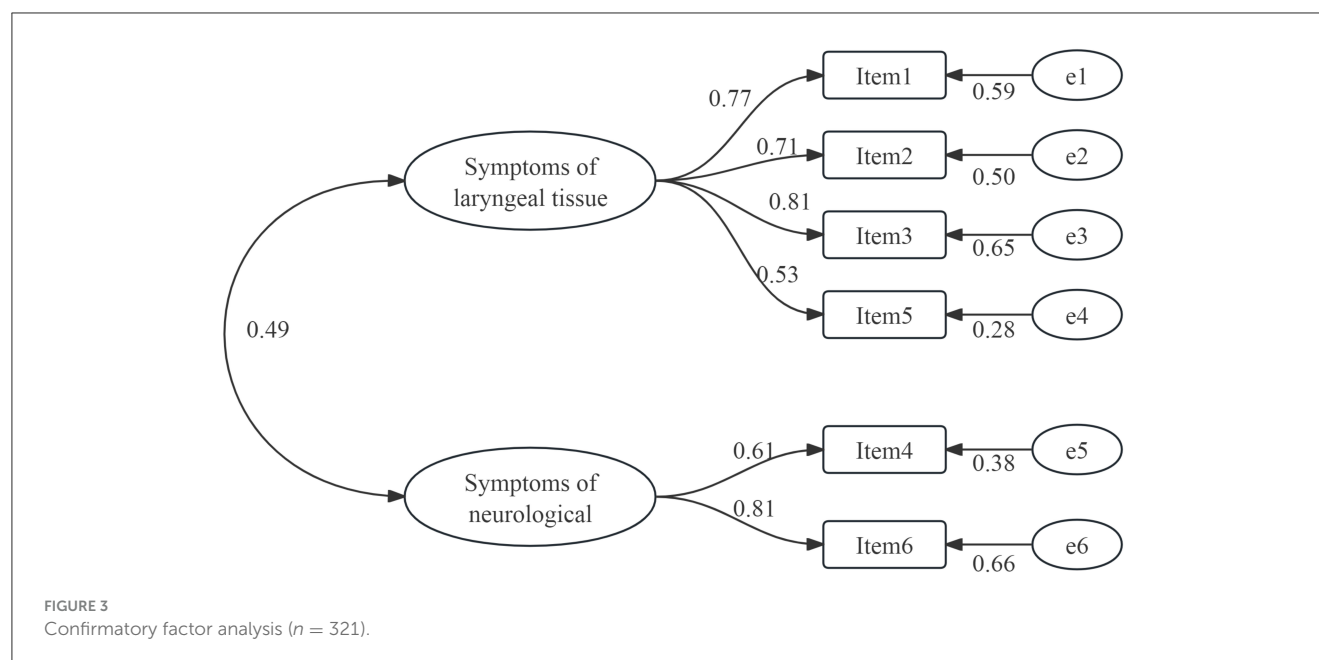 0.77
Item1
0.59
e1
Symptoms of
laryngeal tissue
0.71
Item2
0.50
e2
0.81
Item3
0.65
e3
0.53
Item5
0.28
e4
0.49
Symptoms of
neurological
0.61
Item4
0.38
e5
0.81
Item6
0.66
e6
FIGURE 3
Confirmatory factor analysis (n = 321).